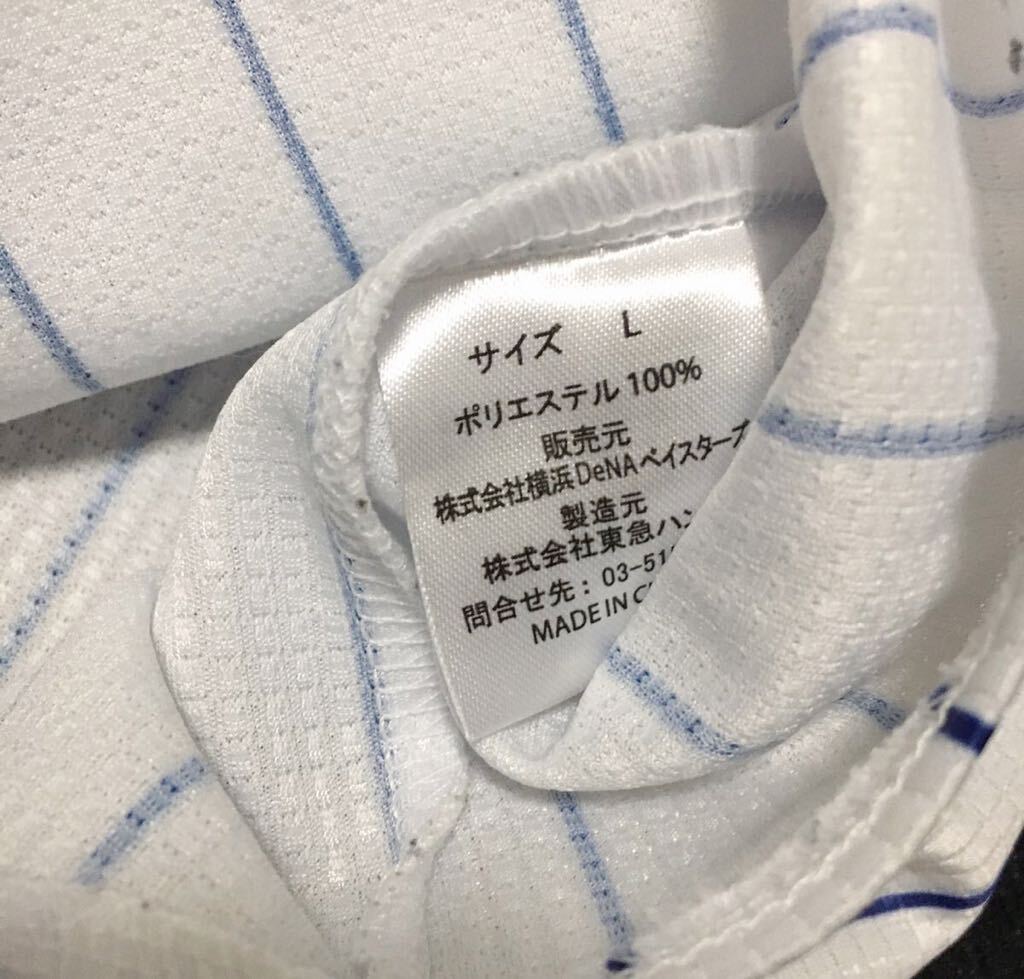 サイズ L
ポリエステル 100%
販売元
株式会社横浜DeNAベイスターズ
製造元
株式会社東急ハン
問合せ先：03-51
MADE IN C